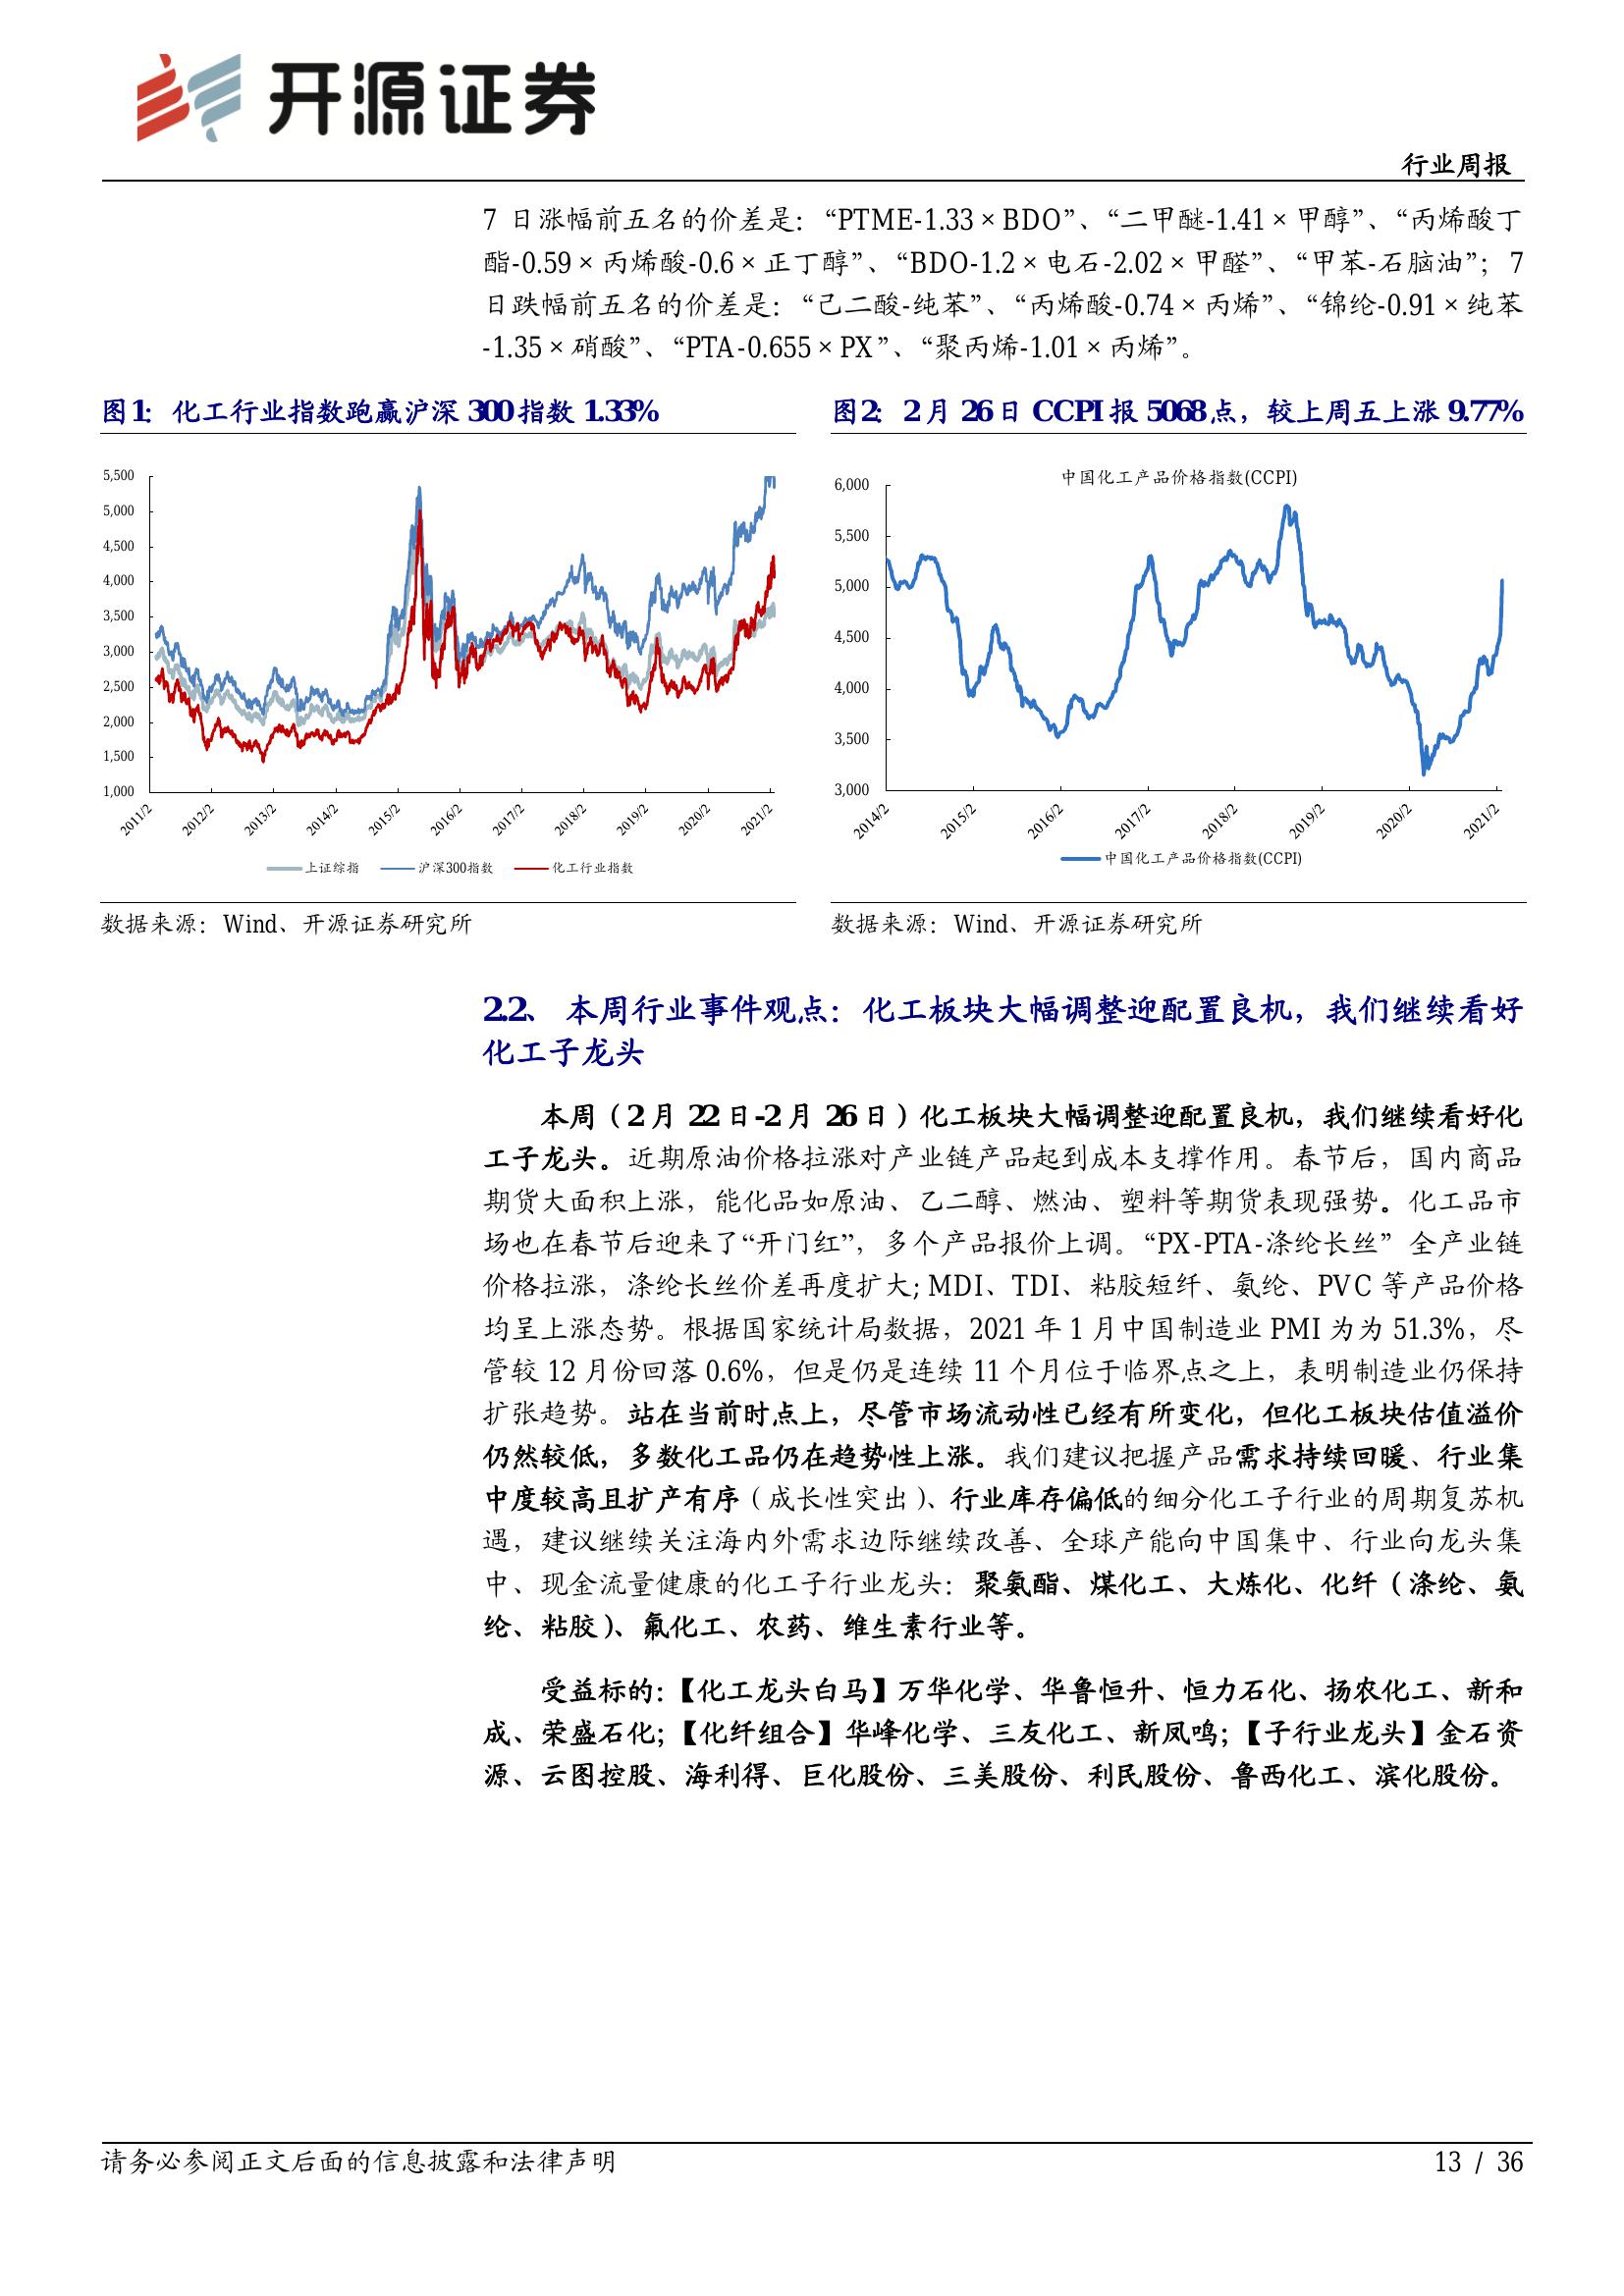 开源证券
行业周报
7 日涨幅前五名的价差是：“PTME-1.33×BDO”、“二甲醚-1.41×甲醇”、“丙烯酸丁
酯-0.59×丙烯酸-0.6×正丁醇”、“BDO-1.2×电石-2.02×甲醛”、“甲苯-石脑油”；7
日跌幅前五名的价差是：“己二酸-纯苯”、“丙烯酸-0.74×丙烯”、“锦纶-0.91×纯苯
-1.35×硝酸”、“PTA-0.655×PX”、“聚丙烯-1.01×丙烯”。
图1：化工行业指数跑赢沪深 300 指数 1.33%
5,500
5,000
4,500
4,000
3,500
3,000
2,500
2,000
1,500
1,000
2011/2 2012/2 2013/2 2014/2 2015/2 2016/2 2017/2 2018/2 2019/2 2020/2 2021/2
上证综指 沪深300指数 化工行业指数
数据来源：Wind、开源证券研究所
图2：2 月 26 日 CCPI 报 5068 点，较上周五上涨 9.77%
中国化工产品价格指数(CCPI)
6,000
5,500
5,000
4,500
4,000
3,500
3,000
2014/2 2015/2 2016/2 2017/2 2018/2 2019/2 2020/2 2021/2
中国化工产品价格指数(CCPI)
数据来源：Wind、开源证券研究所
2.2、 本周行业事件观点：化工板块大幅调整迎配置良机，我们继续看好
化工子龙头
本周（2 月 22 日-2 月 26 日）化工板块大幅调整迎配置良机，我们继续看好化
工子龙头。近期原油价格拉涨对产业链产品起到成本支撑作用。春节后，国内商品
期货大面积上涨，能化品如原油、乙二醇、燃油、塑料等期货表现强势。化工品市
场也在春节后迎来了“开门红”，多个产品报价上调。“PX-PTA-涤纶长丝” 全产业链
价格拉涨，涤纶长丝价差再度扩大；MDI、TDI、粘胶短纤、氨纶、PVC 等产品价格
均呈上涨态势。根据国家统计局数据，2021 年 1 月中国制造业 PMI 为为 51.3%，尽
管较 12 月份回落 0.6%，但是仍是连续 11 个月位于临界点之上，表明制造业仍保持
扩张趋势。站在当前时点上，尽管市场流动性已经有所变化，但化工板块估值溢价
仍然较低，多数化工品仍在趋势性上涨。我们建议把握产品需求持续回暖、行业集
中度较高且扩产有序（成长性突出）、行业库存偏低的细分化工子行业的周期复苏机
遇，建议继续关注海内外需求边际继续改善、全球产能向中国集中、行业向龙头集
中、现金流量健康的化工子行业龙头：聚氨酯、煤化工、大炼化、化纤（涤纶、氨
纶、粘胶）、氟化工、农药、维生素行业等。
受益标的：【化工龙头白马】万华化学、华鲁恒升、恒力石化、扬农化工、新和
成、荣盛石化；【化纤组合】华峰化学、三友化工、新凤鸣；【子行业龙头】金石资
源、云图控股、海利得、巨化股份、三美股份、利民股份、鲁西化工、滨化股份。
请务必参阅正文后面的信息披露和法律声明
13 / 36